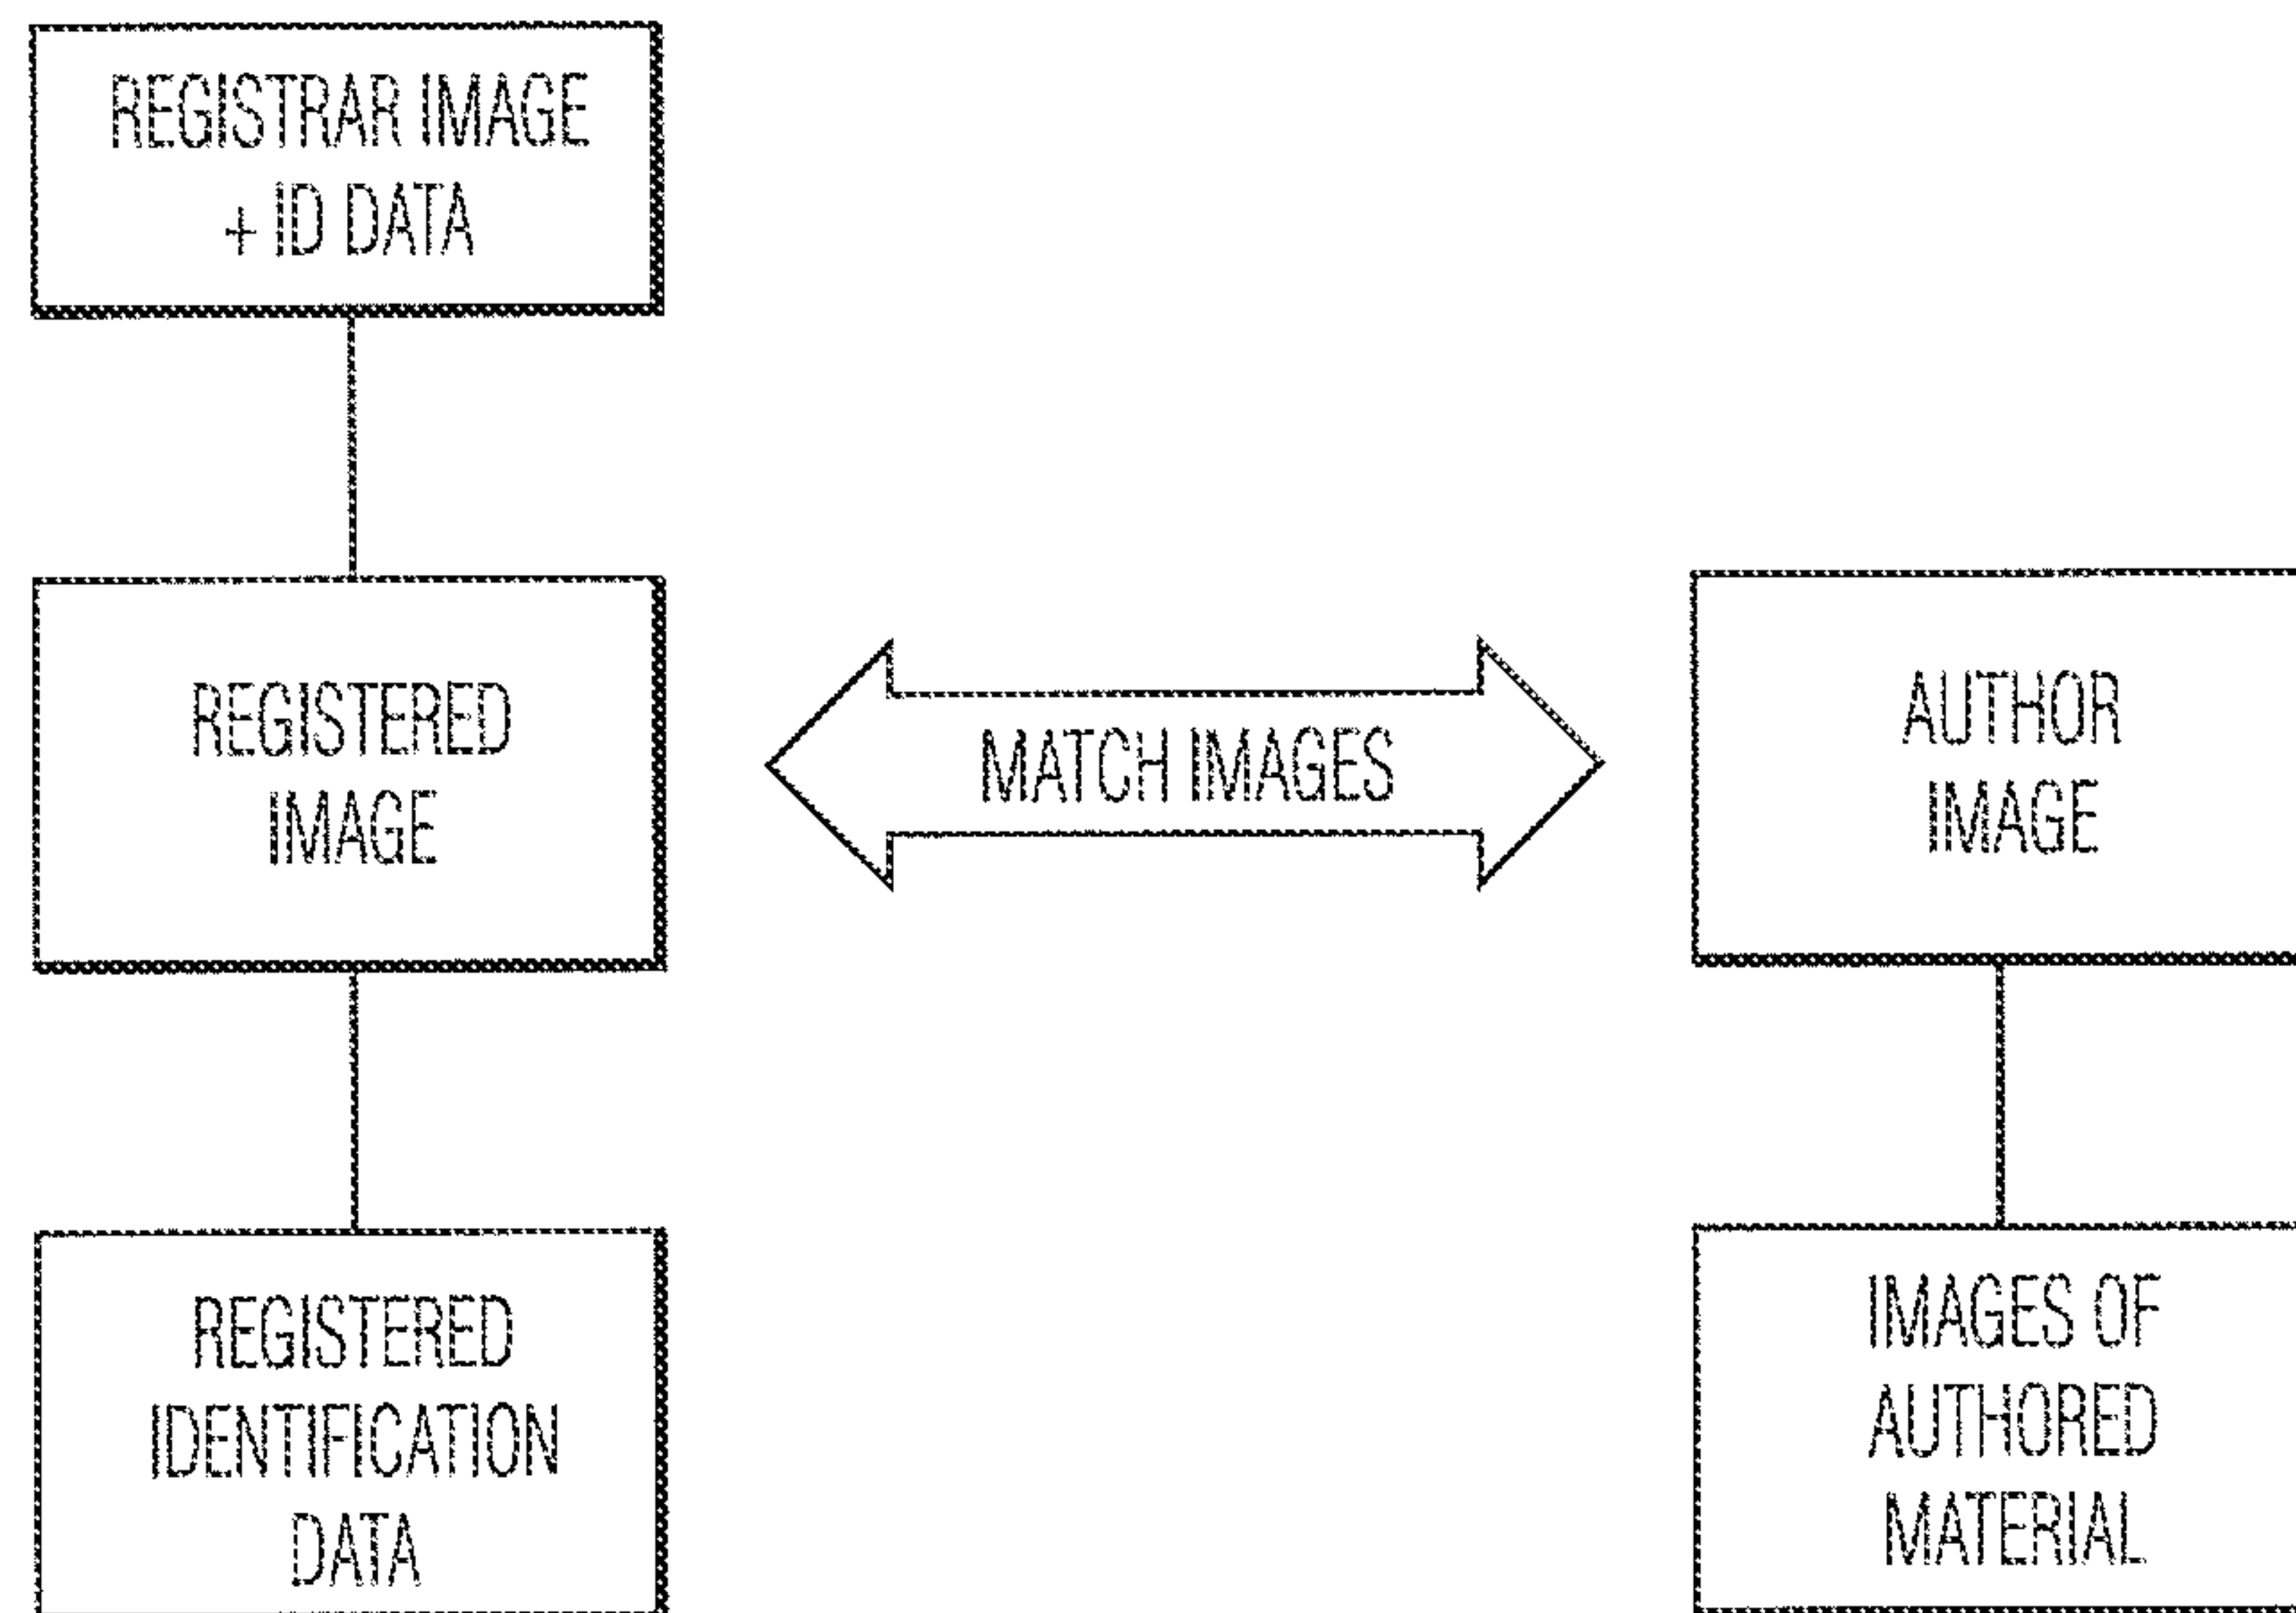 REGISTRAR IMAGE
+ ID DATA
REGISTERED
IMAGE
MATCH IMAGES
AUTHOR
IMAGE
REGISTERED
IDENTIFICATION
DATA
IMAGES OF
AUTHORED
MATERIAL